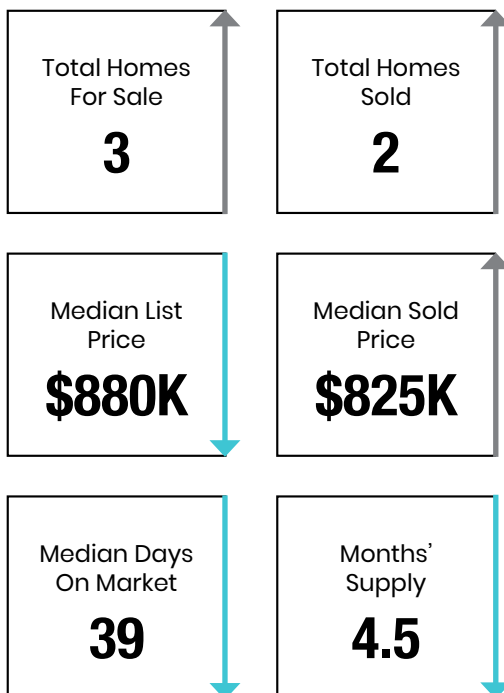 Total Homes
For Sale
3
Total Homes
Sold
2
Median List
Price
$880K
Median Sold
Price
$825K
Median Days
On Market
39
Months’
Supply
4.5